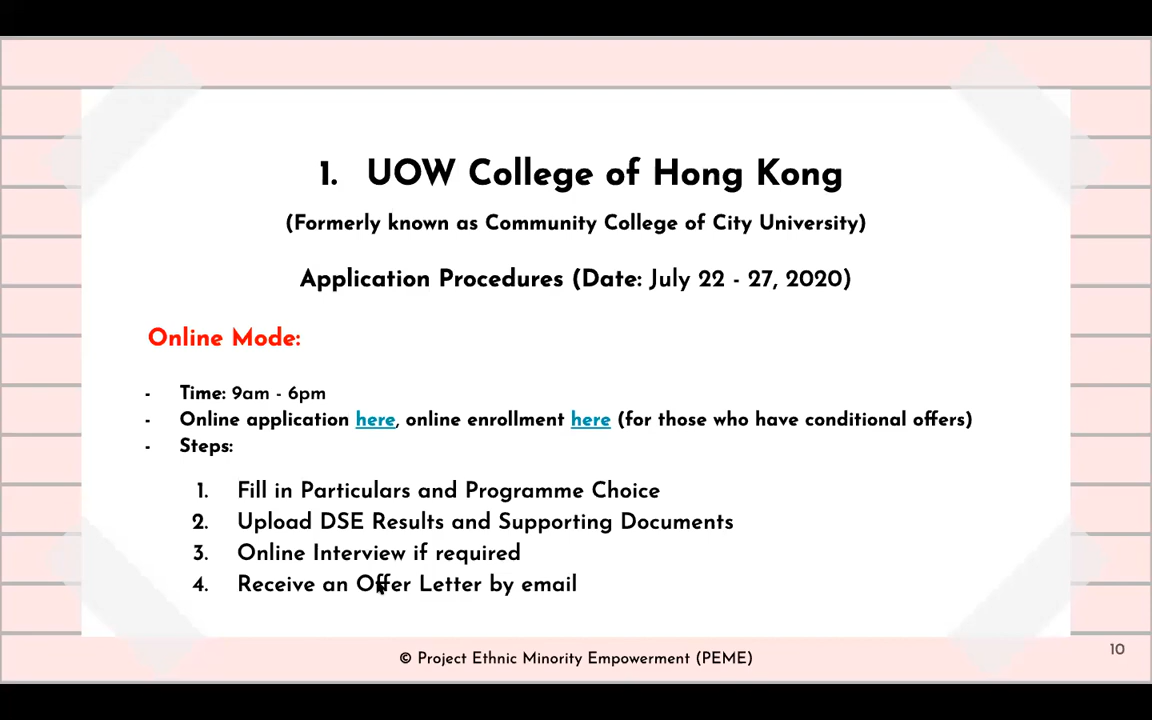 1. UOW College of Hong Kong
(Formerly known as Community College of City University)
Application Procedures (Date: July 22 - 27, 2020)
Online Mode:
- Time: 9am - 6pm
- Online application here, online enrollment here (for those who have conditional offers)
- Steps:
1. Fill in Particulars and Programme Choice
2. Upload DSE Results and Supporting Documents
3. Online Interview if required
4. Receive an Offer Letter by email
© Project Ethnic Minority Empowerment (PEME)
10